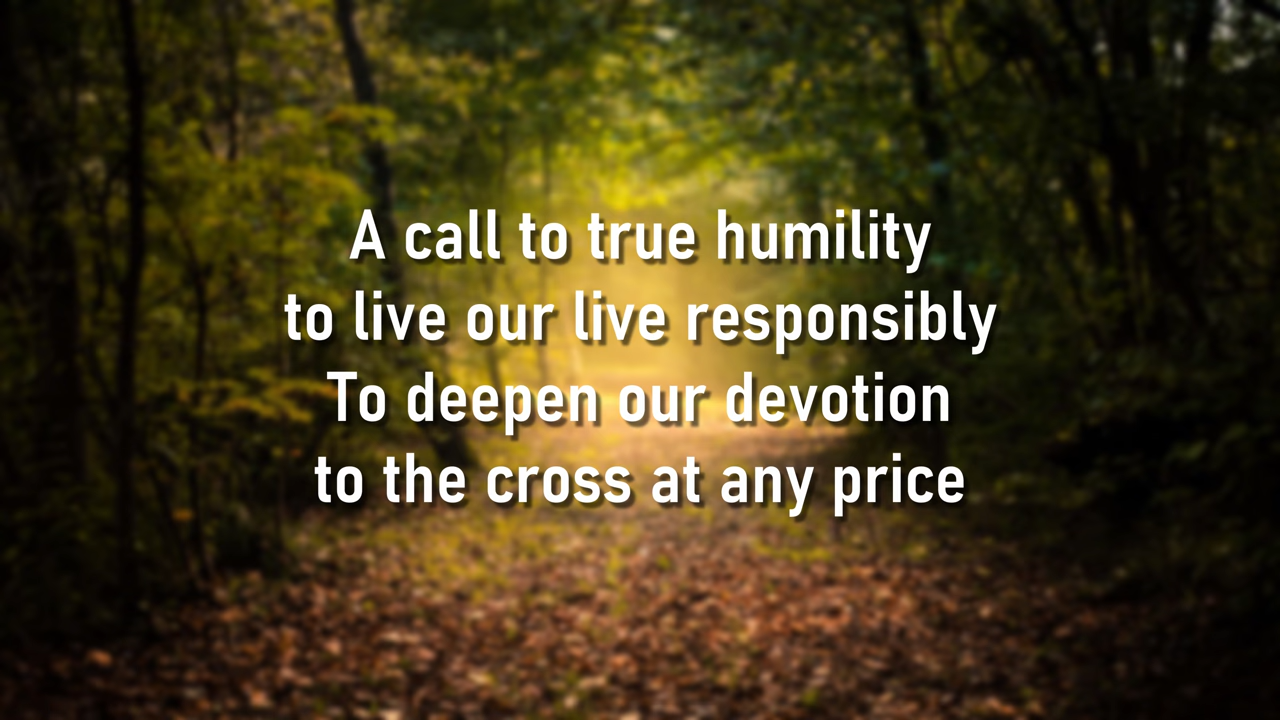 A call to true humility
to live our live responsibly
To deepen our devotion
to the cross at any price